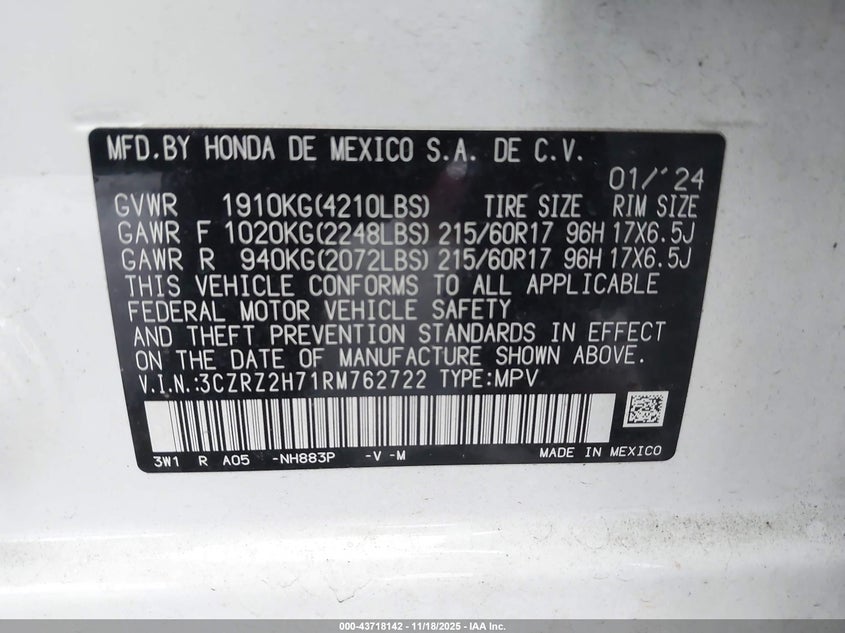 MFD.BY HONDA DE MEXICO S.A. DE C.V.
01/'24
GVWR 1910KG(4210LBS) TIRE SIZE RIM SIZE
GAWR F 1020KG(2248LBS) 215/60R17 96H 17X6.5J
GAWR R 940KG(2072LBS) 215/60R17 96H 17X6.5J
THIS VEHICLE CONFORMS TO ALL APPLICABLE
FEDERAL MOTOR VEHICLE SAFETY
AND THEFT PREVENTION STANDARDS IN EFFECT
ON THE DATE OF MANUFACTURE SHOWN ABOVE.
V.I.N.:3CZRZ2H71RM762722 TYPE:MPV
3W1 R A05 -NH883P -V -M MADE IN MEXICO
000-43718142 - 11/18/2025 - IAA Inc.